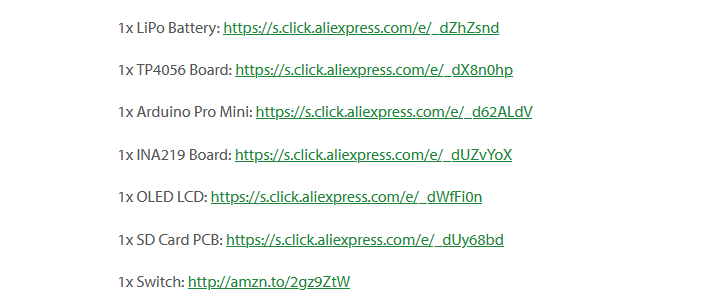 1x LiPo Battery: https://s.click.aliexpress.com/e/_dZhZsnd
1x TP4056 Board: https://s.click.aliexpress.com/e/_dX8n0hp
1x Arduino Pro Mini: https://s.click.aliexpress.com/e/_d62ALdV
1x INA219 Board: https://s.click.aliexpress.com/e/_dUZvYoX
1x OLED LCD: https://s.click.aliexpress.com/e/_dWfFi0n
1x SD Card PCB: https://s.click.aliexpress.com/e/_dUy68bd
1x Switch: http://amzn.to/2gz9ZtW